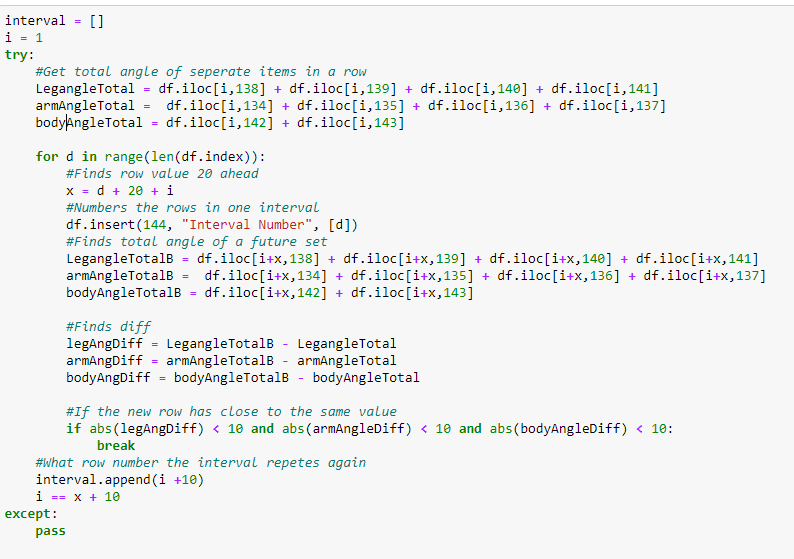 interval = []
i = 1
try:
    #Get total angle of seperate items in a row
    LegangleTotal = df.iloc[i,138] + df.iloc[i,139] + df.iloc[i,140] + df.iloc[i,141]
    armAngleTotal =  df.iloc[i,134] + df.iloc[i,135] + df.iloc[i,136] + df.iloc[i,137]
    bodyAngleTotal = df.iloc[i,142] + df.iloc[i,143]

    for d in range(len(df.index)):
        #Finds row value 20 ahead
        x = d + 20 + i
        #Numbers the rows in one interval
        df.insert(144, "Interval Number", [d])
        #Finds total angle of a future set
        LegangleTotalB = df.iloc[i+x,138] + df.iloc[i+x,139] + df.iloc[i+x,140] + df.iloc[i+x,141]
        armAngleTotalB =  df.iloc[i+x,134] + df.iloc[i+x,135] + df.iloc[i+x,136] + df.iloc[i+x,137]
        bodyAngleTotalB = df.iloc[i+x,142] + df.iloc[i+x,143]

        #Finds diff
        legAngDiff = LegangleTotalB - LegangleTotal
        armAngDiff = armAngleTotalB - armAngleTotal
        bodyAngDiff = bodyAngleTotalB - bodyAngleTotal

        #If the new row has close to the same value
        if abs(legAngDiff) < 10 and abs(armAngleDiff) < 10 and abs(bodyAngleDiff) < 10:
            break
    #What row number the interval repetes again
    interval.append(i +10)
    i == x + 10
except:
    pass